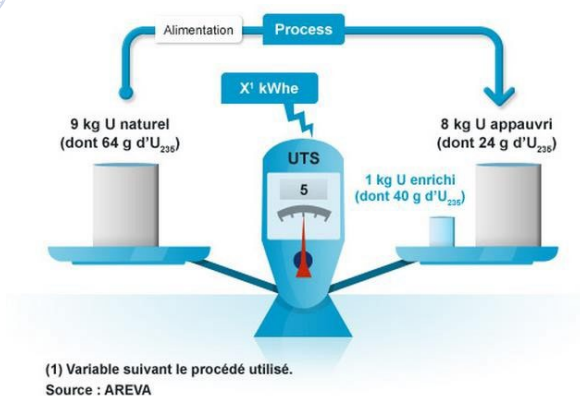 Alimentation
Process
X¹ kWhe
9 kg U naturel
(dont 64 g d’U₂₃₅)
8 kg U appauvri
(dont 24 g d’U₂₃₅)
UTS
5
1 kg U enrichi
(dont 40 g d’U₂₃₅)
(1) Variable suivant le procédé utilisé.
Source : AREVA